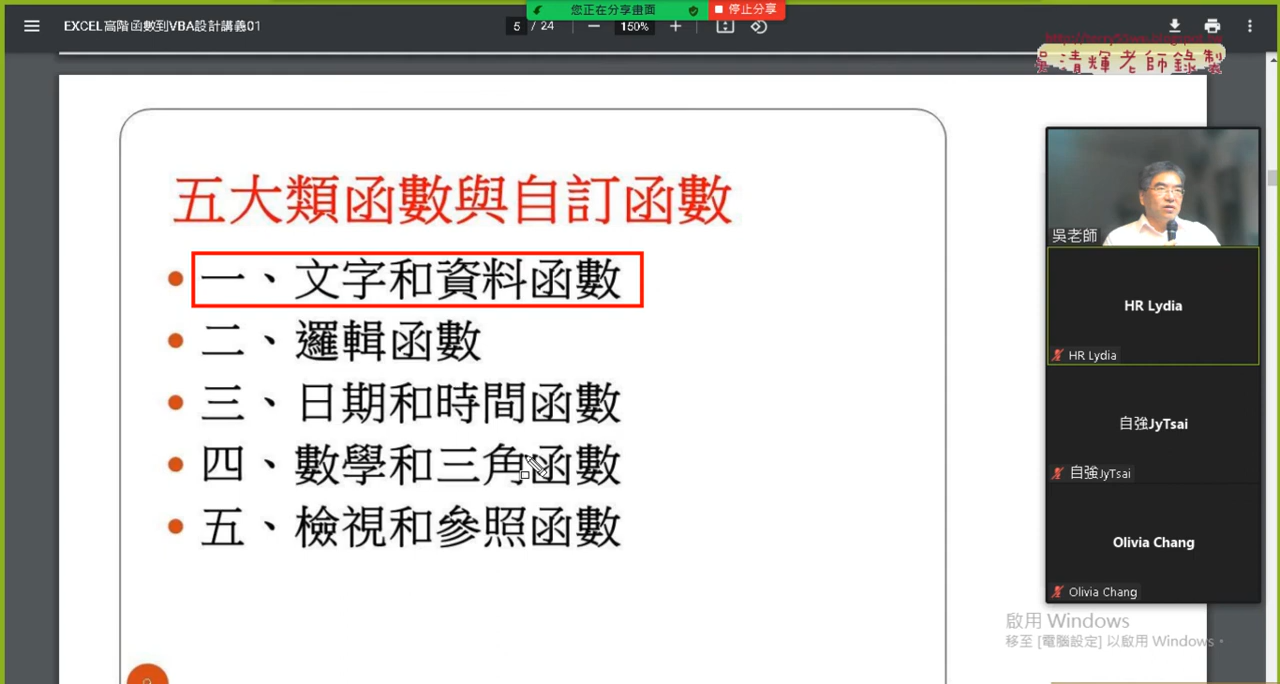 您正在分享畫面
停止分享
EXCEL高階函數到VBA設計講義01
5 / 24
150%
吳清輝老師錄製
五大類函數與自訂函數
一、文字和資料函數
二、邏輯函數
三、日期和時間函數
四、數學和三角函數
五、檢視和參照函數
吳老師
HR Lydia
HR Lydia
自強JyTsai
自強JyTsai
Olivia Chang
Olivia Chang
啟用 Windows
移至 [電腦設定] 以啟用 Windows。